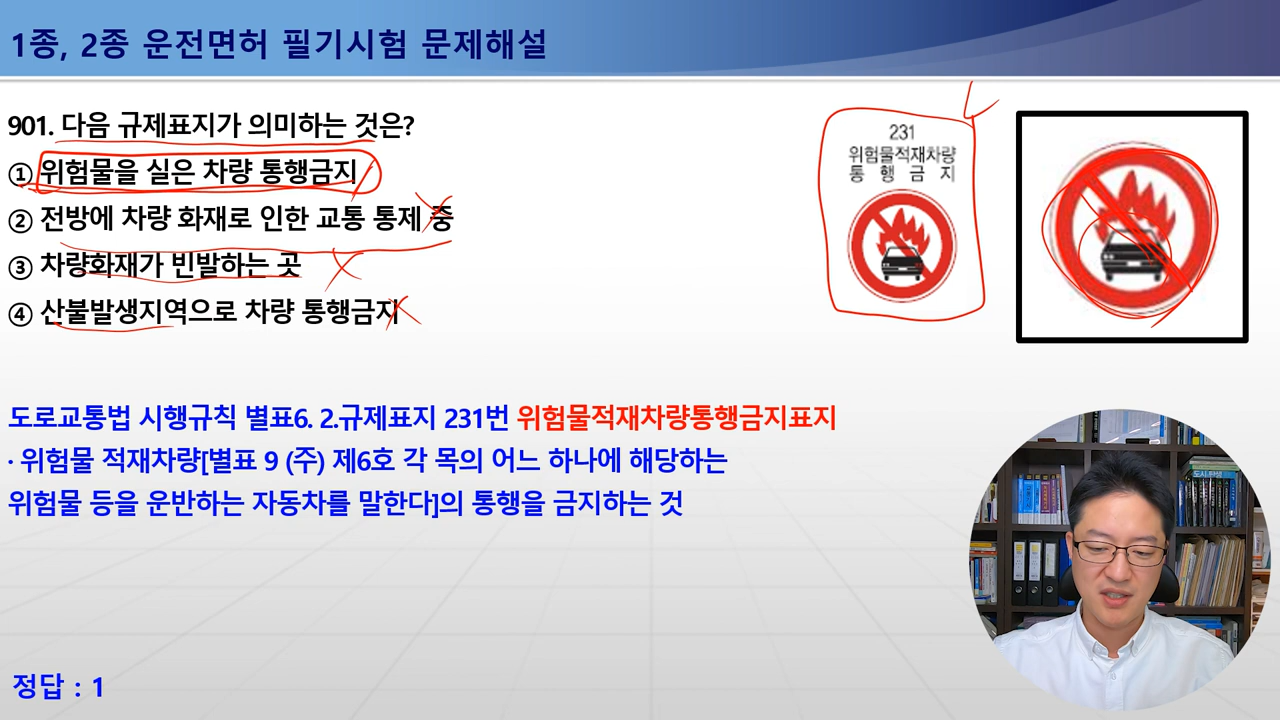 1종, 2종 운전면허 필기시험 문제해설
901. 다음 규제표지가 의미하는 것은?
① 위험물을 실은 차량 통행금지
② 전방에 차량 화재로 인한 교통 통제 중
③ 차량화재가 빈발하는 곳
④ 산불발생지역으로 차량 통행금지
231
위험물적재차량
통 행 금 지
도로교통법 시행규칙 별표6. 2.규제표지 231번 위험물적재차량통행금지표지
· 위험물 적재차량[별표 9 (주) 제6호 각 목의 어느 하나에 해당하는
위험물 등을 운반하는 자동차를 말한다]의 통행을 금지하는 것
정답 : 1